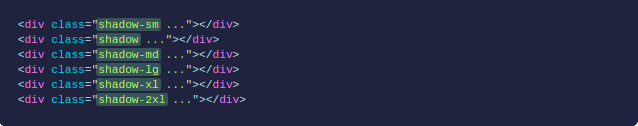 <div class="shadow-sm ..."></div>
<div class="shadow ..."></div>
<div class="shadow-md ..."></div>
<div class="shadow-lg ..."></div>
<div class="shadow-xl ..."></div>
<div class="shadow-2xl ..."></div>